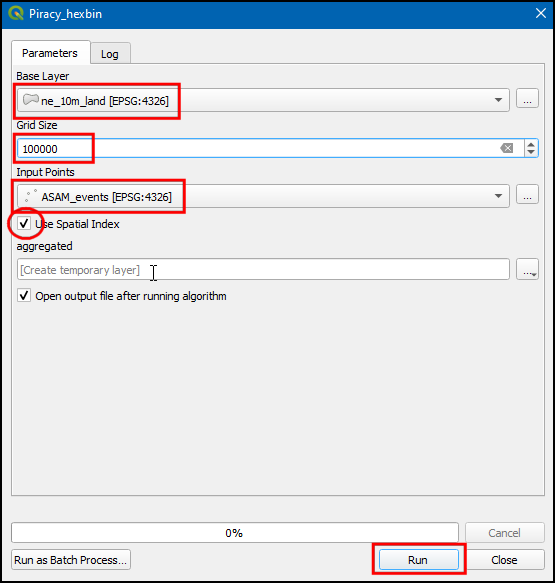 Piracy_hexbin
Parameters
Log
Base Layer
ne_10m_land [EPSG:4326]
...
Grid Size
100000
Input Points
ASAM_events [EPSG:4326]
...
Use Spatial Index
aggregated
[Create temporary layer]
...
Open output file after running algorithm
0%
Cancel
Run as Batch Process...
Run
Close